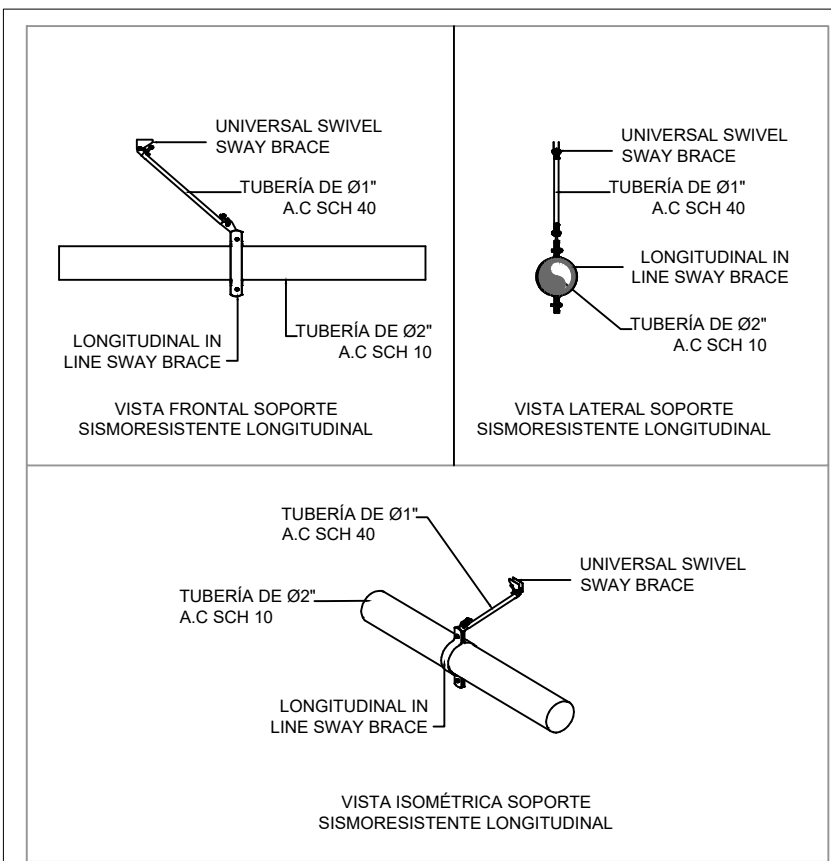 UNIVERSAL SWIVEL
SWAY BRACE
TUBERÍA DE Ø1"
A.C SCH 40
LONGITUDINAL IN
LINE SWAY BRACE
TUBERÍA DE Ø2"
A.C SCH 10
VISTA FRONTAL SOPORTE
SISMORESISTENTE LONGITUDINAL
UNIVERSAL SWIVEL
SWAY BRACE
TUBERÍA DE Ø1"
A.C SCH 40
LONGITUDINAL IN
LINE SWAY BRACE
TUBERÍA DE Ø2"
A.C SCH 10
VISTA LATERAL SOPORTE
SISMORESISTENTE LONGITUDINAL
TUBERÍA DE Ø1"
A.C SCH 40
UNIVERSAL SWIVEL
SWAY BRACE
TUBERÍA DE Ø2"
A.C SCH 10
LONGITUDINAL IN
LINE SWAY BRACE
VISTA ISOMÉTRICA SOPORTE
SISMORESISTENTE LONGITUDINAL